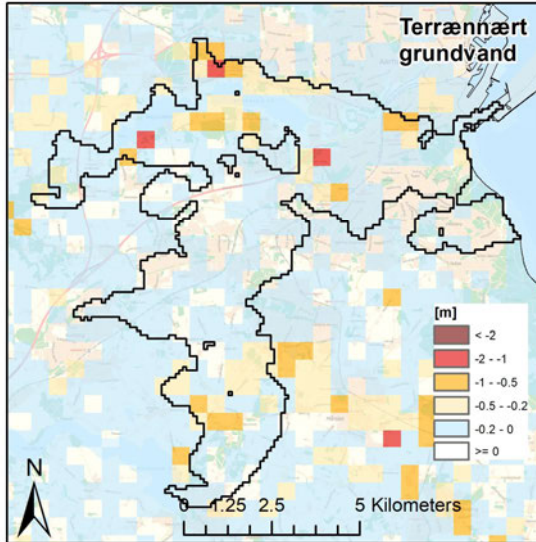 Terrænnært
grundvand
[m]
< -2
-2 - -1
-1 - -0.5
-0.5 - -0.2
-0.2 - 0
>= 0
N
0 1.25 2.5 5 Kilometers